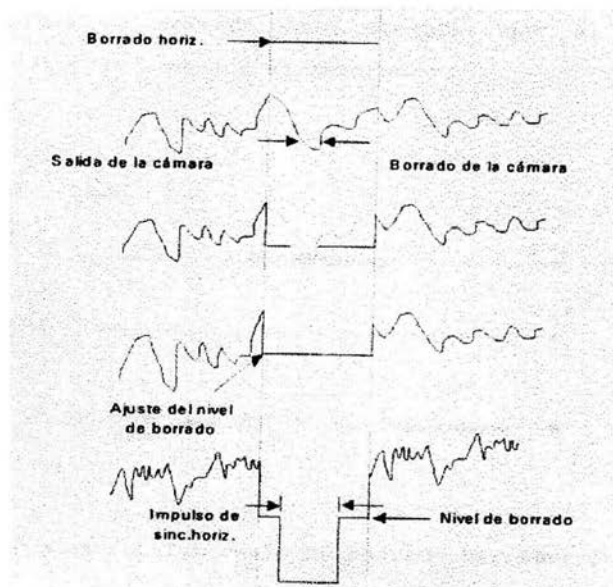 Borrado horiz.
Salida de la cámara
Borrado de la cámara
Ajuste del nivel
de borrado
Impulso de
sinc.horiz.
Nivel de borrado